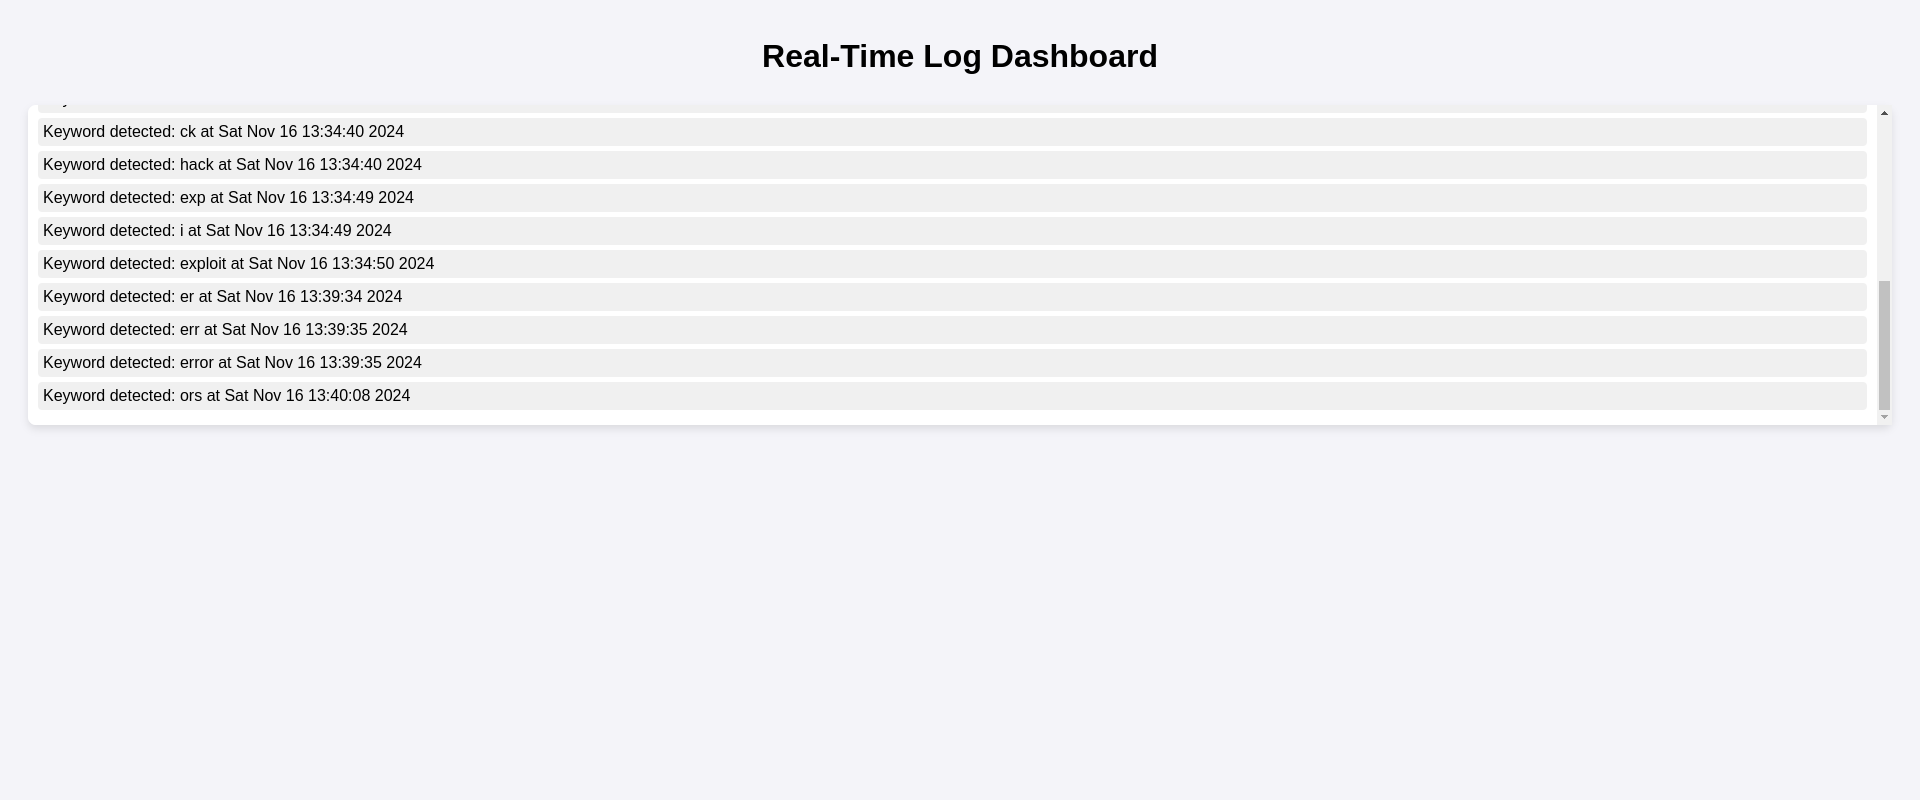 Real-Time Log Dashboard
Keyword detected: ck at Sat Nov 16 13:34:40 2024
Keyword detected: hack at Sat Nov 16 13:34:40 2024
Keyword detected: exp at Sat Nov 16 13:34:49 2024
Keyword detected: i at Sat Nov 16 13:34:49 2024
Keyword detected: exploit at Sat Nov 16 13:34:50 2024
Keyword detected: er at Sat Nov 16 13:39:34 2024
Keyword detected: err at Sat Nov 16 13:39:35 2024
Keyword detected: error at Sat Nov 16 13:39:35 2024
Keyword detected: ors at Sat Nov 16 13:40:08 2024